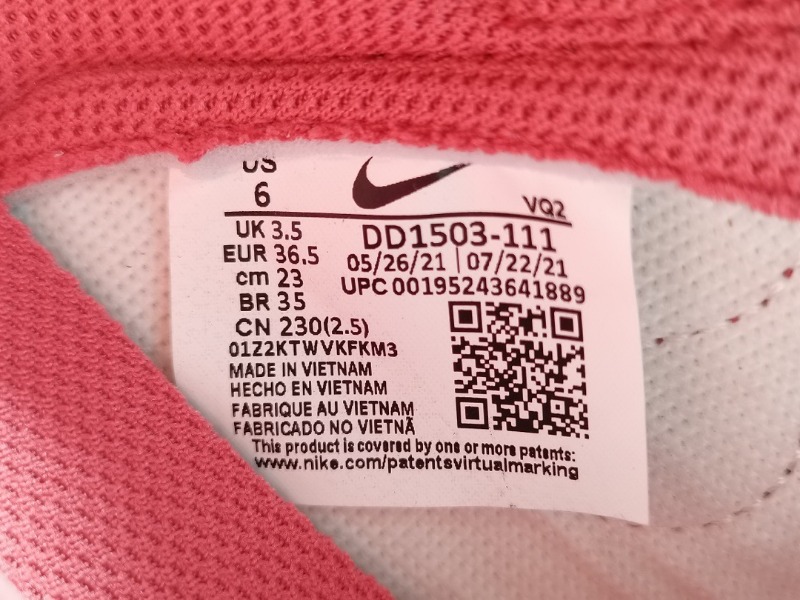 US
6
VQ2
UK 3.5
EUR 36.5
cm 23
BR 35
CN 230(2.5)
DD1503-111
05/26/21 | 07/22/21
UPC 00195243641889
01Z2KTWVKFKM3
MADE IN VIETNAM
HECHO EN VIETNAM
FABRIQUE AU VIETNAM
FABRICADO NO VIETNÃ
This product is covered by one or more patents:
www.nike.com/patentsvirtualmarking